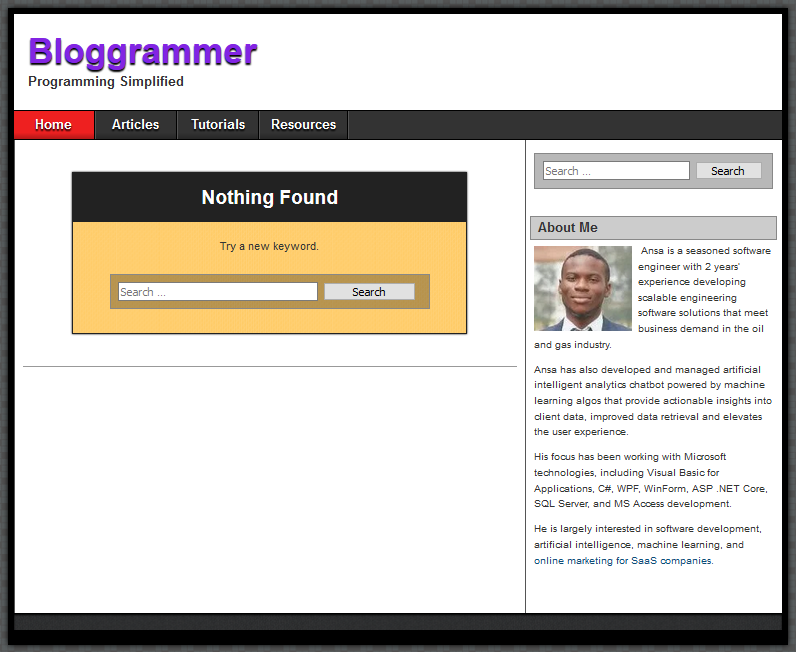 Bloggrammer
Programming Simplified
Home
Articles
Tutorials
Resources
Nothing Found
Try a new keyword.
Search ...
Search
Search ...
Search
About Me
Ansa is a seasoned software
engineer with 2 years'
experience developing
scalable engineering
software solutions that meet
business demand in the oil
and gas industry.
Ansa has also developed and managed artificial
intelligent analytics chatbot powered by machine
learning algos that provide actionable insights into
client data, improved data retrieval and elevates
the user experience.
His focus has been working with Microsoft
technologies, including Visual Basic for
Applications, C#, WPF, WinForm, ASP .NET Core,
SQL Server, and MS Access development.
He is largely interested in software development,
artificial intelligence, machine learning, and
online marketing for SaaS companies.